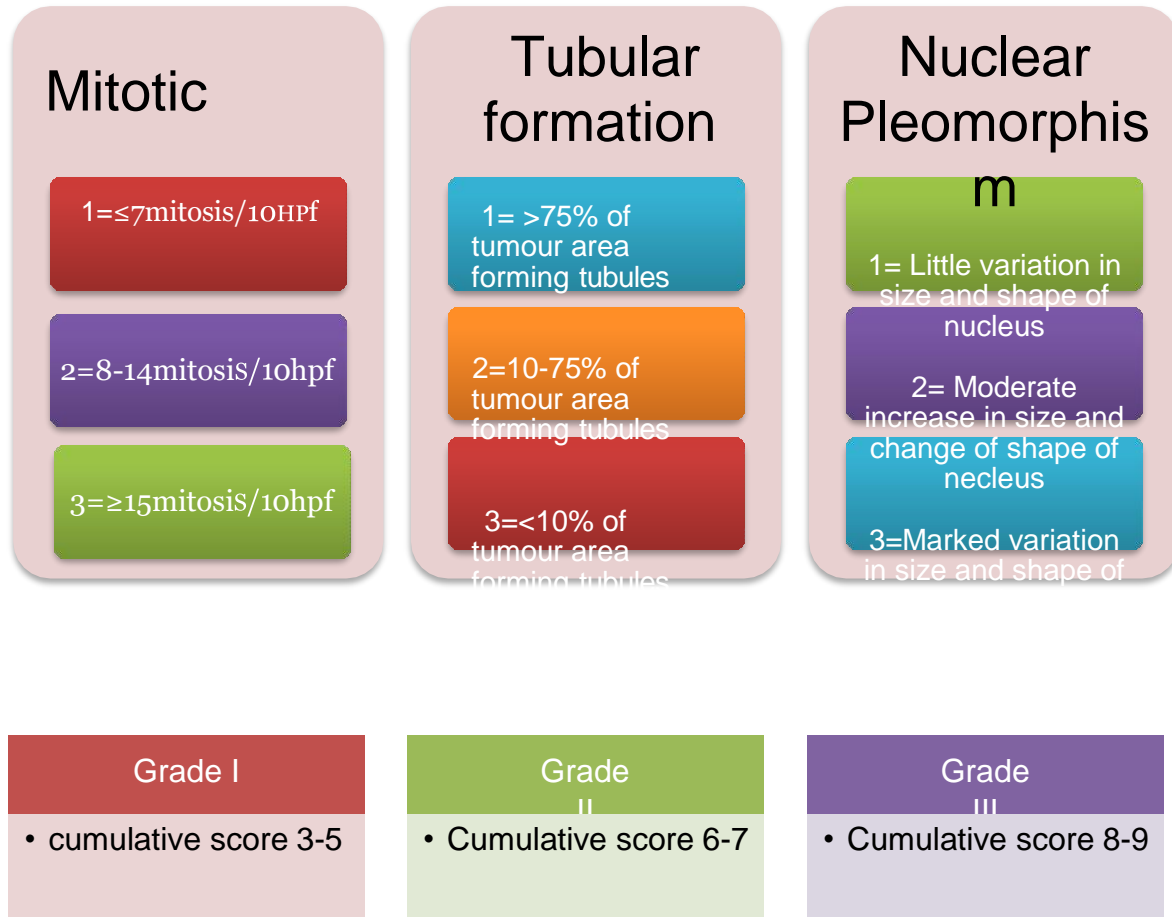 Mitotic
1=≤7mitosis/10HPf
2=8-14mitosiS/10hpf
3=≥15mitosiS/10hpf
Tubular
formation
1= >75% of
tumour area
forming tubules
2=10-75% of
tumour area
forming tubules
3=<10% of
tumour area
forming tubules
Nuclear
Pleomorphis
m
1= Little variation in
size and shape of
nucleus
2= Moderate
increase in size and
change of shape of
necleus
3=Marked variation
in size and shape of
Grade I
• cumulative score 3-5
Grade
II
• Cumulative score 6-7
Grade
III
• Cumulative score 8-9